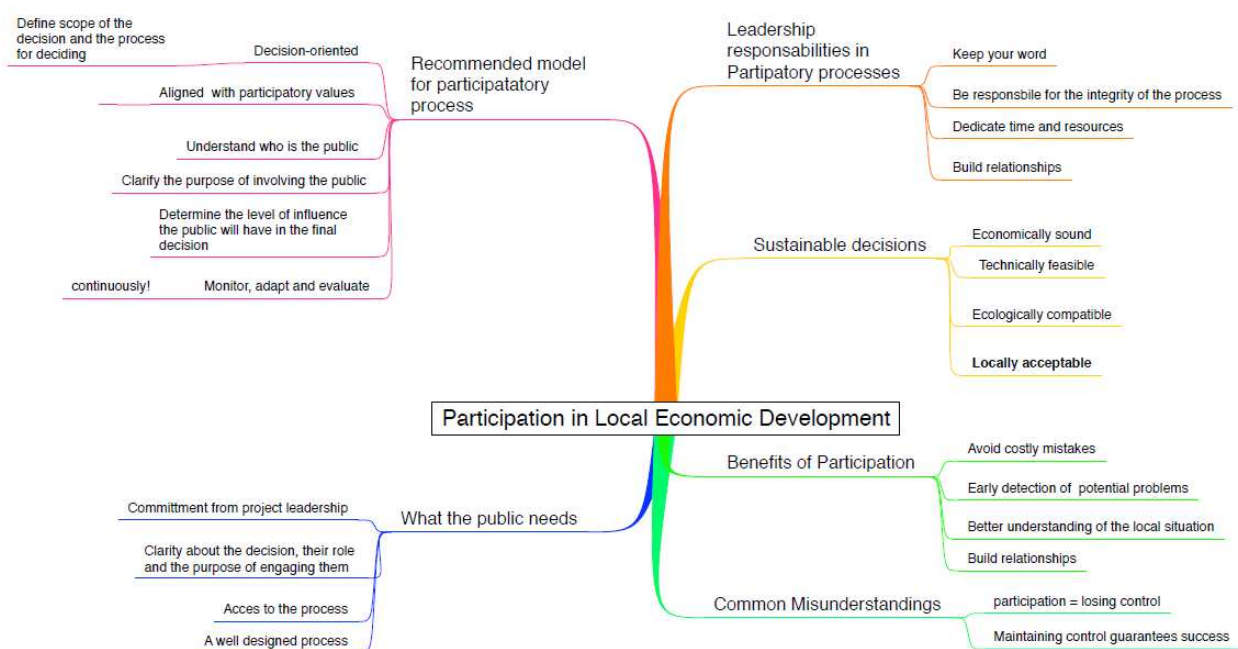 Define scope of the
decision and the process
for deciding
Decision-oriented
Recommended model
for participatatory
process
Aligned with participatory values
Understand who is the public
Clarify the purpose of involving the public
Determine the level of influence
the public will have in the final
decision
continuously!
Monitor, adapt and evaluate
Leadership
responsabilities in
Partipatory processes
Keep your word
Be responsbile for the integrity of the process
Dedicate time and resources
Build relationships
Sustainable decisions
Economically sound
Technically feasible
Ecologically compatible
Locally acceptable
Participation in Local Economic Development
Benefits of Participation
Avoid costly mistakes
Early detection of potential problems
Better understanding of the local situation
Build relationships
What the public needs
Committment from project leadership
Clarity about the decision, their role
and the purpose of engaging them
Acces to the process
A well designed process
Common Misunderstandings
participation = losing control
Maintaining control guarantees success